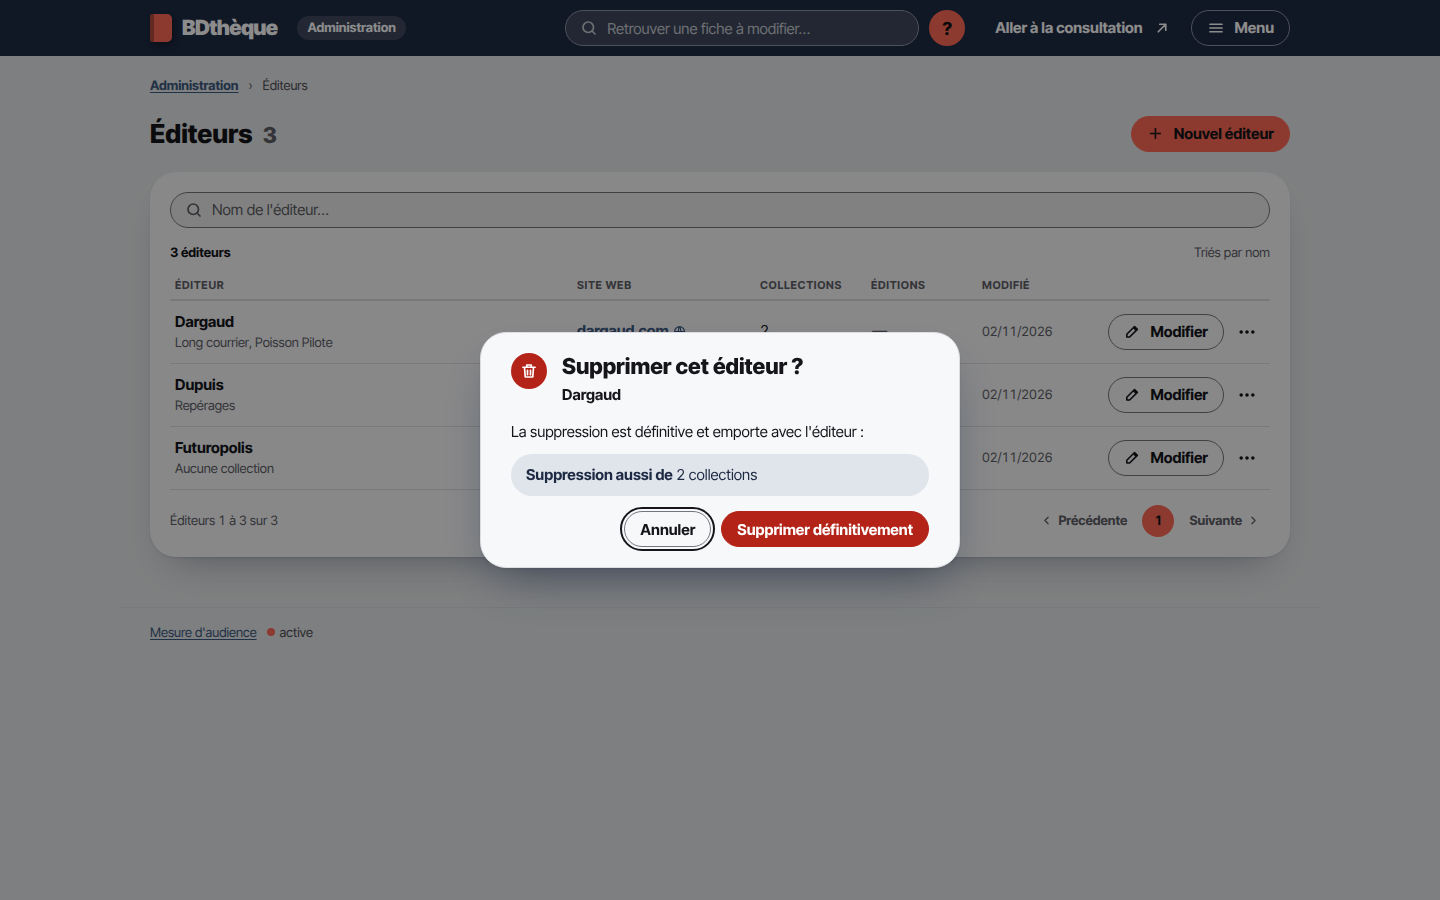 BDthèque
Administration
Retrouver une fiche à modifier...
?
Aller à la consultation
Menu
Administration › Éditeurs
Éditeurs 3
Nouvel éditeur
Nom de l'éditeur...
3 éditeurs
Triés par nom
ÉDITEUR SITE WEB COLLECTIONS ÉDITIONS MODIFIÉ
Dargaud
Long courrier, Poisson Pilote
dargaud.com 2 —
02/11/2026
Modifier
Dupuis
Repérages
02/11/2026
Modifier
Futuropolis
Aucune collection
02/11/2026
Modifier
Supprimer cet éditeur ?
Dargaud
La suppression est définitive et emporte avec l'éditeur :
Suppression aussi de 2 collections
Annuler
Supprimer définitivement
Éditeurs 1 à 3 sur 3
Précédente 1 Suivante
Mesure d'audience active